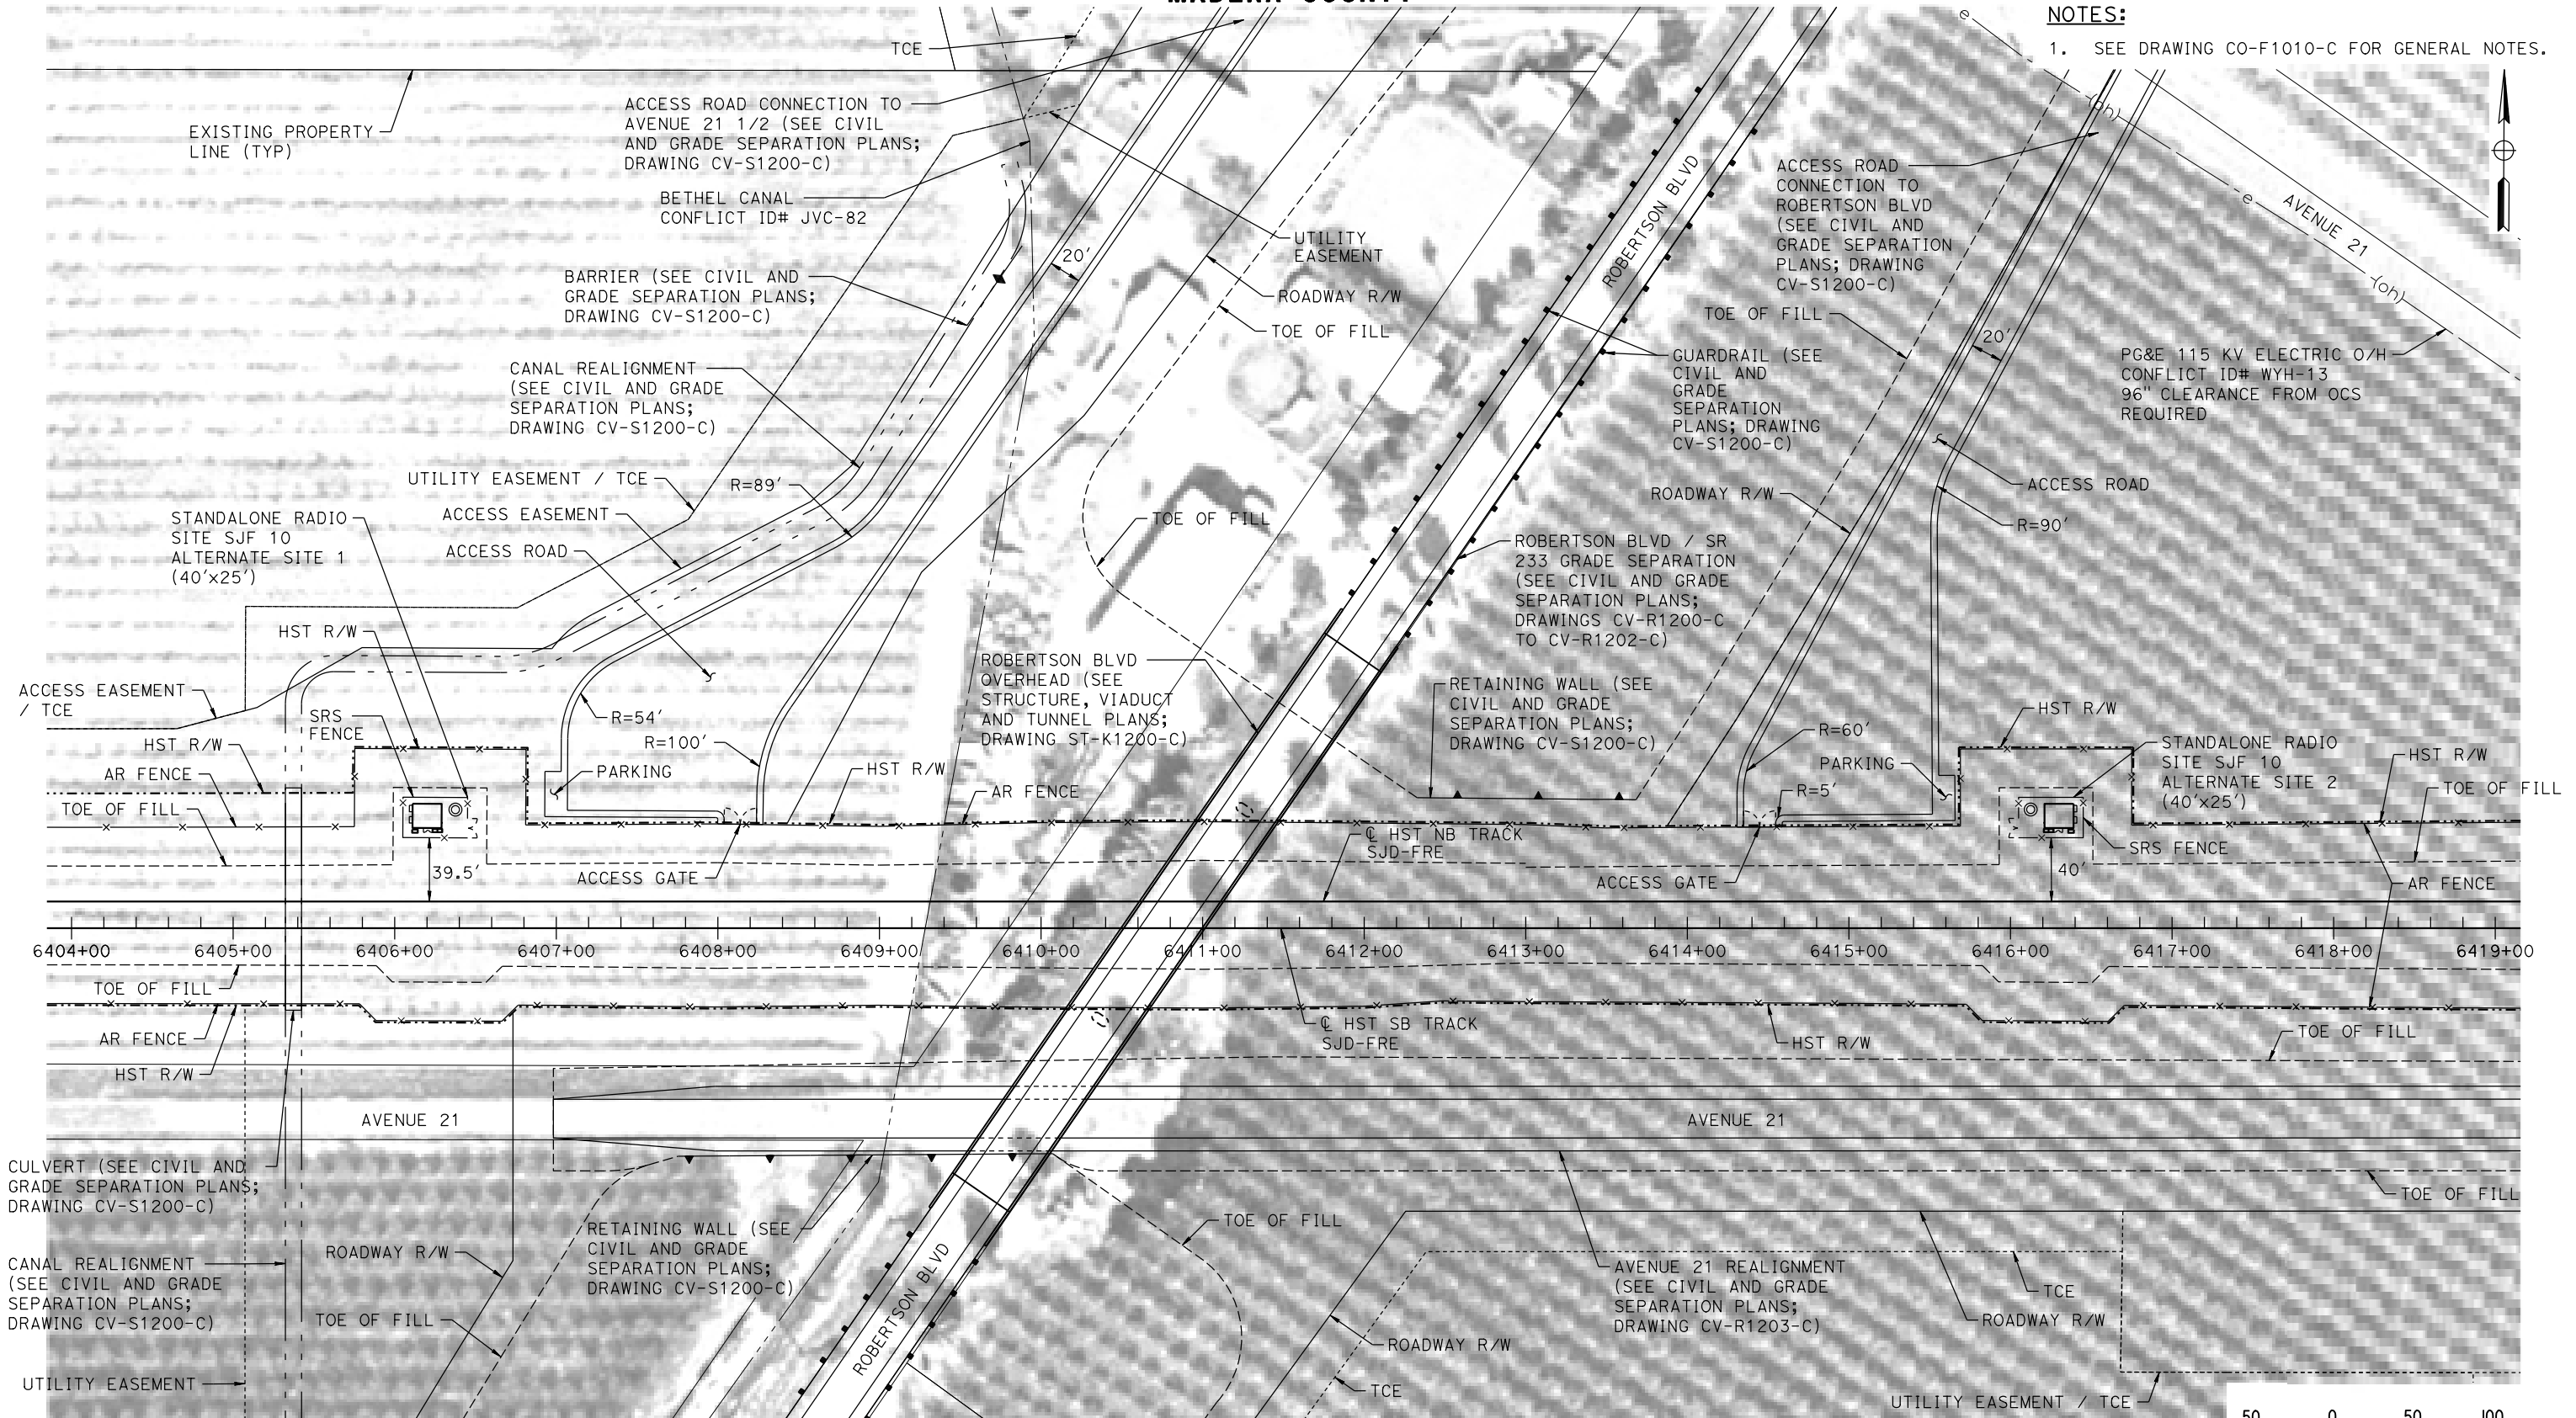 NOTES:
1. SEE DRAWING CO-F1010-C FOR GENERAL NOTES.
TCE
EXISTING PROPERTY
LINE (TYP)
ACCESS ROAD CONNECTION TO
AVENUE 21 1/2 (SEE CIVIL
AND GRADE SEPARATION PLANS;
DRAWING CV-S1200-C)
BETHEL CANAL
CONFLICT ID# JVC-82
BARRIER (SEE CIVIL AND
GRADE SEPARATION PLANS;
DRAWING CV-S1200-C)
CANAL REALIGNMENT
(SEE CIVIL AND GRADE
SEPARATION PLANS;
DRAWING CV-S1200-C)
UTILITY EASEMENT / TCE
R=89'
ACCESS EASEMENT
ACCESS ROAD
STANDALONE RADIO
SITE SJF 10
ALTERNATE SITE 1
(40'x25')
HST R/W
ACCESS EASEMENT
/ TCE
SRS
FENCE
HST R/W
AR FENCE
TOE OF FILL
R=54'
R=100'
PARKING
HST R/W
AR FENCE
ACCESS GATE
39.5'
20'
UTILITY
EASEMENT
ROADWAY R/W
TOE OF FILL
TOE OF FILL
ROBERTSON BLVD
ROBERTSON BLVD
OVERHEAD (SEE
STRUCTURE, VIADUCT
AND TUNNEL PLANS;
DRAWING ST-K1200-C)
ACCESS ROAD
CONNECTION TO
ROBERTSON BLVD
(SEE CIVIL AND
GRADE SEPARATION
PLANS; DRAWING
CV-S1200-C)
TOE OF FILL
GUARDRAIL (SEE
CIVIL AND
GRADE
SEPARATION
PLANS; DRAWING
CV-S1200-C)
ROADWAY R/W
ROBERTSON BLVD / SR
233 GRADE SEPARATION
(SEE CIVIL AND GRADE
SEPARATION PLANS;
DRAWINGS CV-R1200-C
TO CV-R1202-C)
RETAINING WALL (SEE
CIVIL AND GRADE
SEPARATION PLANS;
DRAWING CV-S1200-C)
e
(oh)
AVENUE 21
e
(oh)
20'
PG&E 115 KV ELECTRIC O/H
CONFLICT ID# WYH-13
96" CLEARANCE FROM OCS
REQUIRED
ACCESS ROAD
R=90'
R=60'
PARKING
R=5'
HST R/W
STANDALONE RADIO
SITE SJF 10
ALTERNATE SITE 2
(40'x25')
HST R/W
TOE OF FILL
SRS FENCE
AR FENCE
40'
ACCESS GATE
℄ HST NB TRACK
SJD-FRE
6404+00 6405+00 6406+00 6407+00 6408+00 6409+00 6410+00 6411+00 6412+00 6413+00 6414+00 6415+00 6416+00 6417+00 6418+00 6419+00
TOE OF FILL
AR FENCE
HST R/W
℄ HST SB TRACK
SJD-FRE
HST R/W
TOE OF FILL
AVENUE 21
AVENUE 21
CULVERT (SEE CIVIL AND
GRADE SEPARATION PLANS;
DRAWING CV-S1200-C)
CANAL REALIGNMENT
(SEE CIVIL AND GRADE
SEPARATION PLANS;
DRAWING CV-S1200-C)
UTILITY EASEMENT
ROADWAY R/W
TOE OF FILL
RETAINING WALL (SEE
CIVIL AND GRADE
SEPARATION PLANS;
DRAWING CV-S1200-C)
ROBERTSON BLVD
TOE OF FILL
ROADWAY R/W
TCE
AVENUE 21 REALIGNMENT
(SEE CIVIL AND GRADE
SEPARATION PLANS;
DRAWING CV-R1203-C)
TCE
ROADWAY R/W
TOE OF FILL
UTILITY EASEMENT / TCE
50 0 50 100